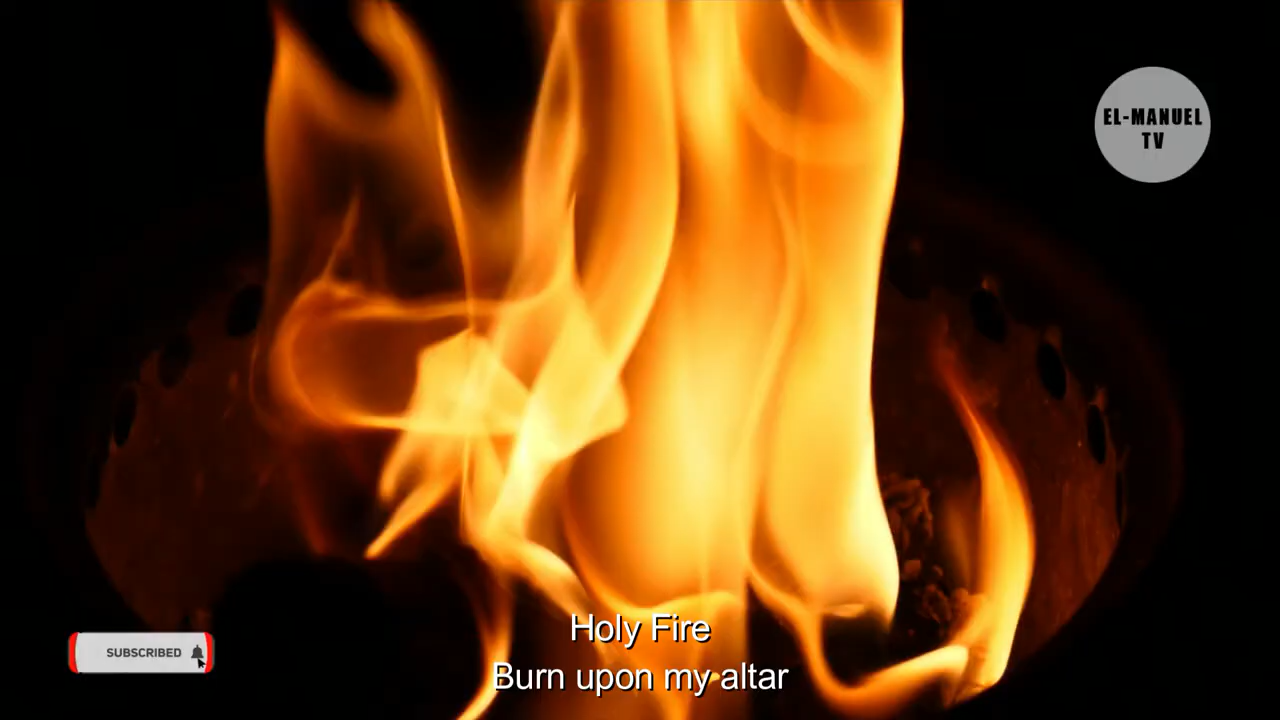 EL-MANUEL
TV
SUBSCRIBED
Holy Fire
Burn upon my altar